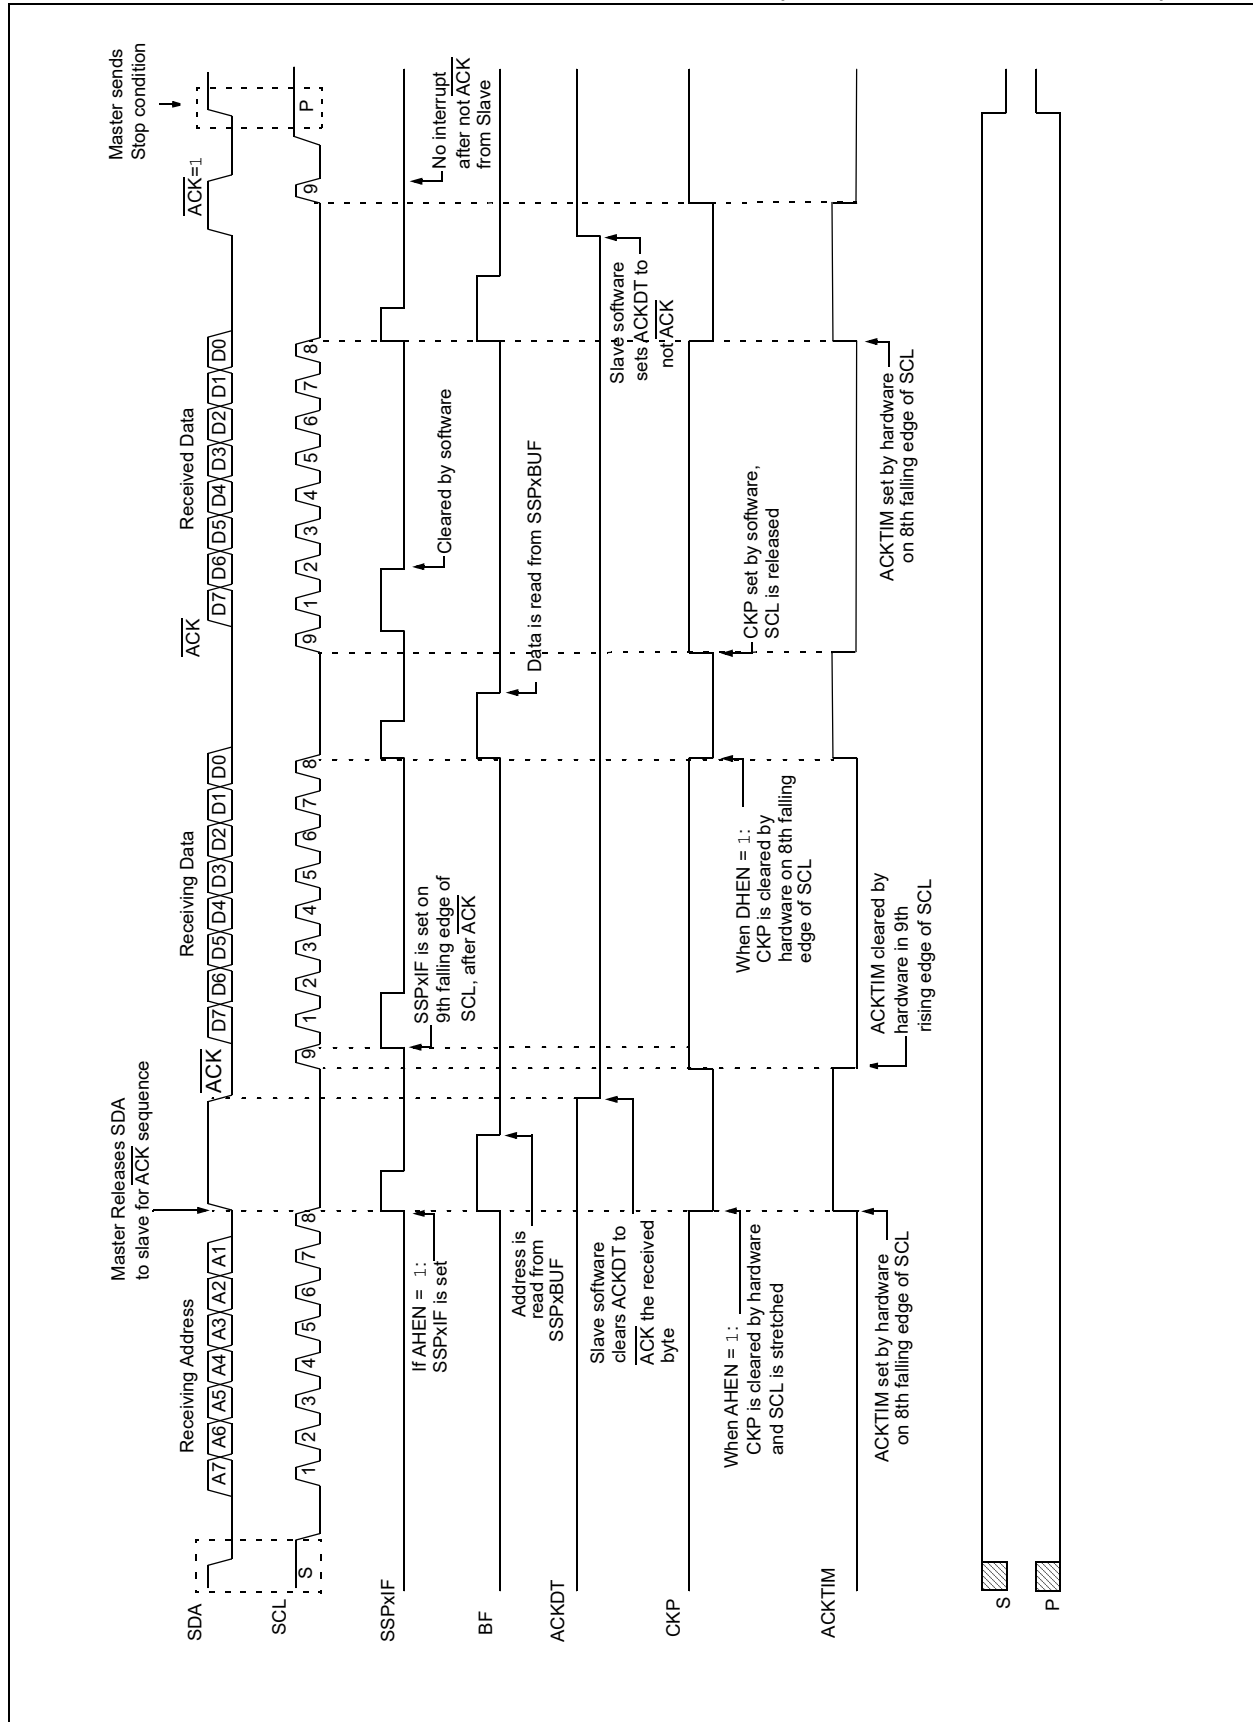 Master Releases SDA
to slave for ACK sequence
Master sends
Stop condition
Receiving Address
ACK
Receiving Data
ACK
Received Data
ACK=1
SDA
A7 A6 A5 A4 A3 A2 A1
D7 D6 D5 D4 D3 D2 D1 D0
D7 D6 D5 D4 D3 D2 D1 D0
SCL
S
1 2 3 4 5 6 7 8 9
1 2 3 4 5 6 7 8 9
1 2 3 4 5 6 7 8 9
P
SSPxIF
If AHEN = 1:
SSPxIF is set
SSPxIF is set on
9th falling edge of
SCL, after ACK
Cleared by software
No interrupt
after not ACK
from Slave
BF
Address is
read from
SSPxBUF
Data is read from SSPxBUF
ACKDT
Slave software
clears ACKDT to
ACK the received
byte
Slave software
sets ACKDT to
not ACK
CKP
When AHEN = 1:
CKP is cleared by hardware
and SCL is stretched
When DHEN = 1:
CKP is cleared by
hardware on 8th falling
edge of SCL
CKP set by software,
SCL is released
ACKTIM
ACKTIM set by hardware
on 8th falling edge of SCL
ACKTIM cleared by
hardware in 9th
rising edge of SCL
ACKTIM set by hardware
on 8th falling edge of SCL
S
P